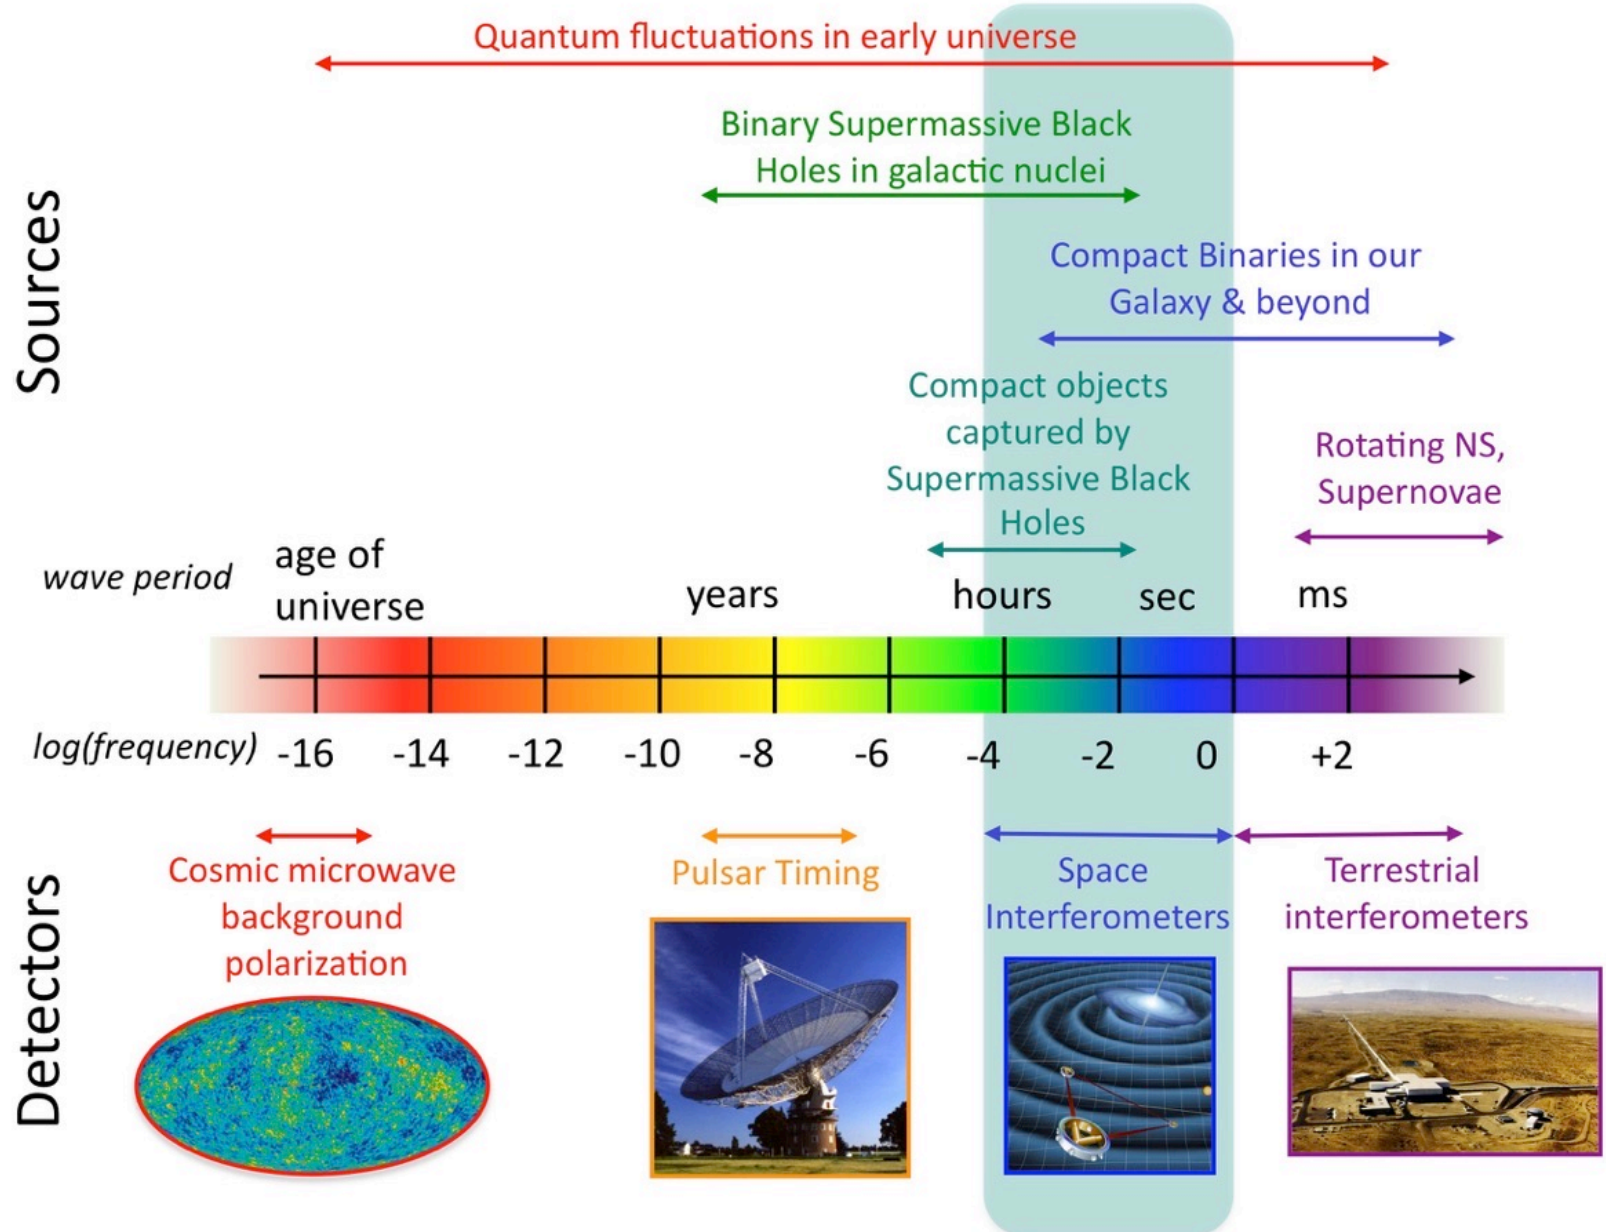 Quantum fluctuations in early universe
Binary Supermassive Black
Holes in galactic nuclei
Compact Binaries in our
Galaxy & beyond
Compact objects
captured by
Supermassive Black
Holes
Rotating NS,
Supernovae
Sources
wave period
age of
universe
years
hours
sec
ms
log(frequency)
-16
-14
-12
-10
-8
-6
-4
-2
0
+2
Detectors
Cosmic microwave
background
polarization
Pulsar Timing
Space
Interferometers
Terrestrial
interferometers